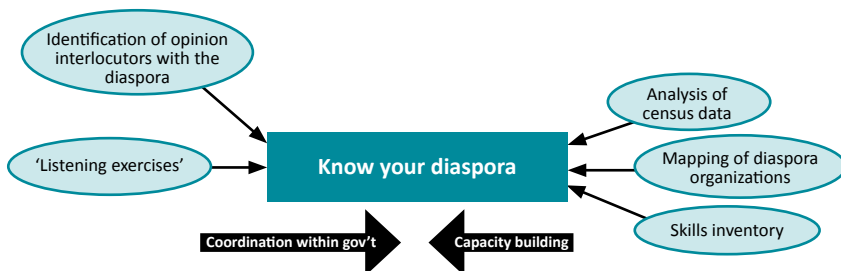 Identification of opinion
interlocutors with the
diaspora
‘Listening exercises’
Know your diaspora
Analysis of
census data
Mapping of diaspora
organizations
Skills inventory
Coordination within gov’t
Capacity building